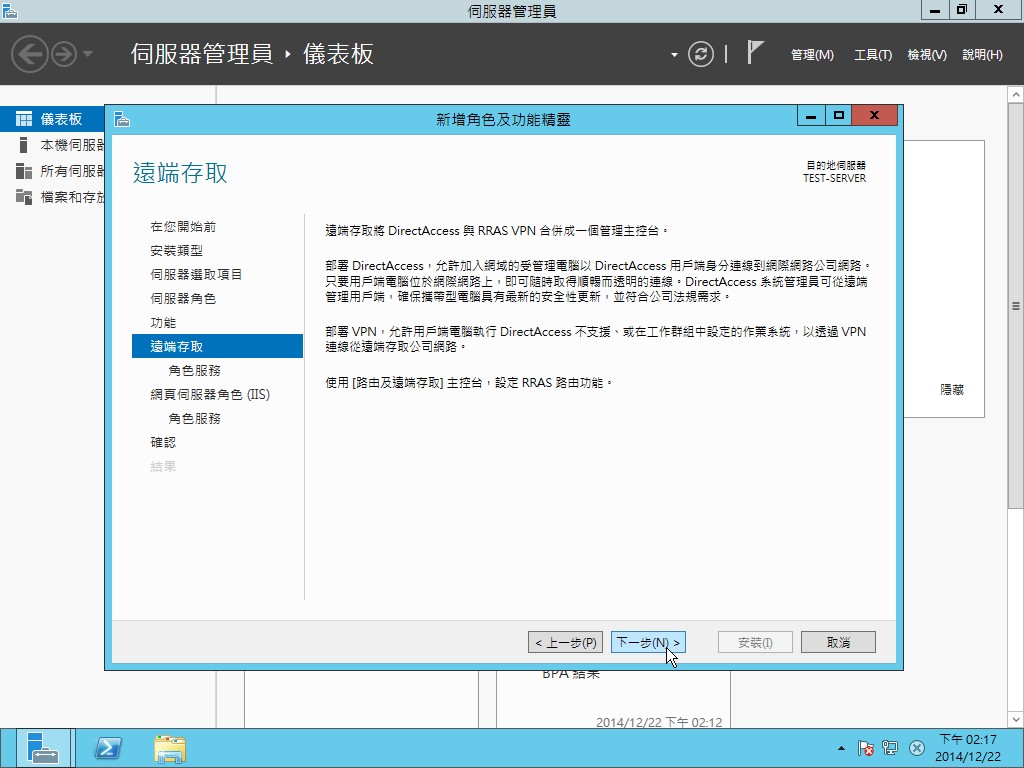 伺服器管理員
伺服器管理員 ‣ 儀表板
管理(M) 工具(T) 檢視(V) 說明(H)
儀表板
本機伺服器
所有伺服器
檔案和存放
新增角色及功能精靈
遠端存取
目的地伺服器
TEST-SERVER
在您開始前
安裝類型
伺服器選取項目
伺服器角色
功能
遠端存取
角色服務
網頁伺服器角色 (IIS)
角色服務
確認
結果
遠端存取將 DirectAccess 與 RRAS VPN 合併成一個管理主控台。
部署 DirectAccess，允許加入網域的受管理電腦以 DirectAccess 用戶端身分連線到網際網路公司網路。
只要用戶端電腦位於網際網路上，即可隨時取得順暢而透明的連線。DirectAccess 系統管理員可從遠端
管理用戶端，確保攜帶型電腦具有最新的安全性更新，並符合公司法規需求。
部署 VPN，允許用戶端電腦執行 DirectAccess 不支援、或在工作群組中設定的作業系統，以透過 VPN
連線從遠端存取公司網路。
使用 [路由及遠端存取] 主控台，設定 RRAS 路由功能。
隱藏
< 上一步(P) 下一步(N) > 安裝(I) 取消
BPA 結果
2014/12/22 下午 02:12
下午 02:17
2014/12/22